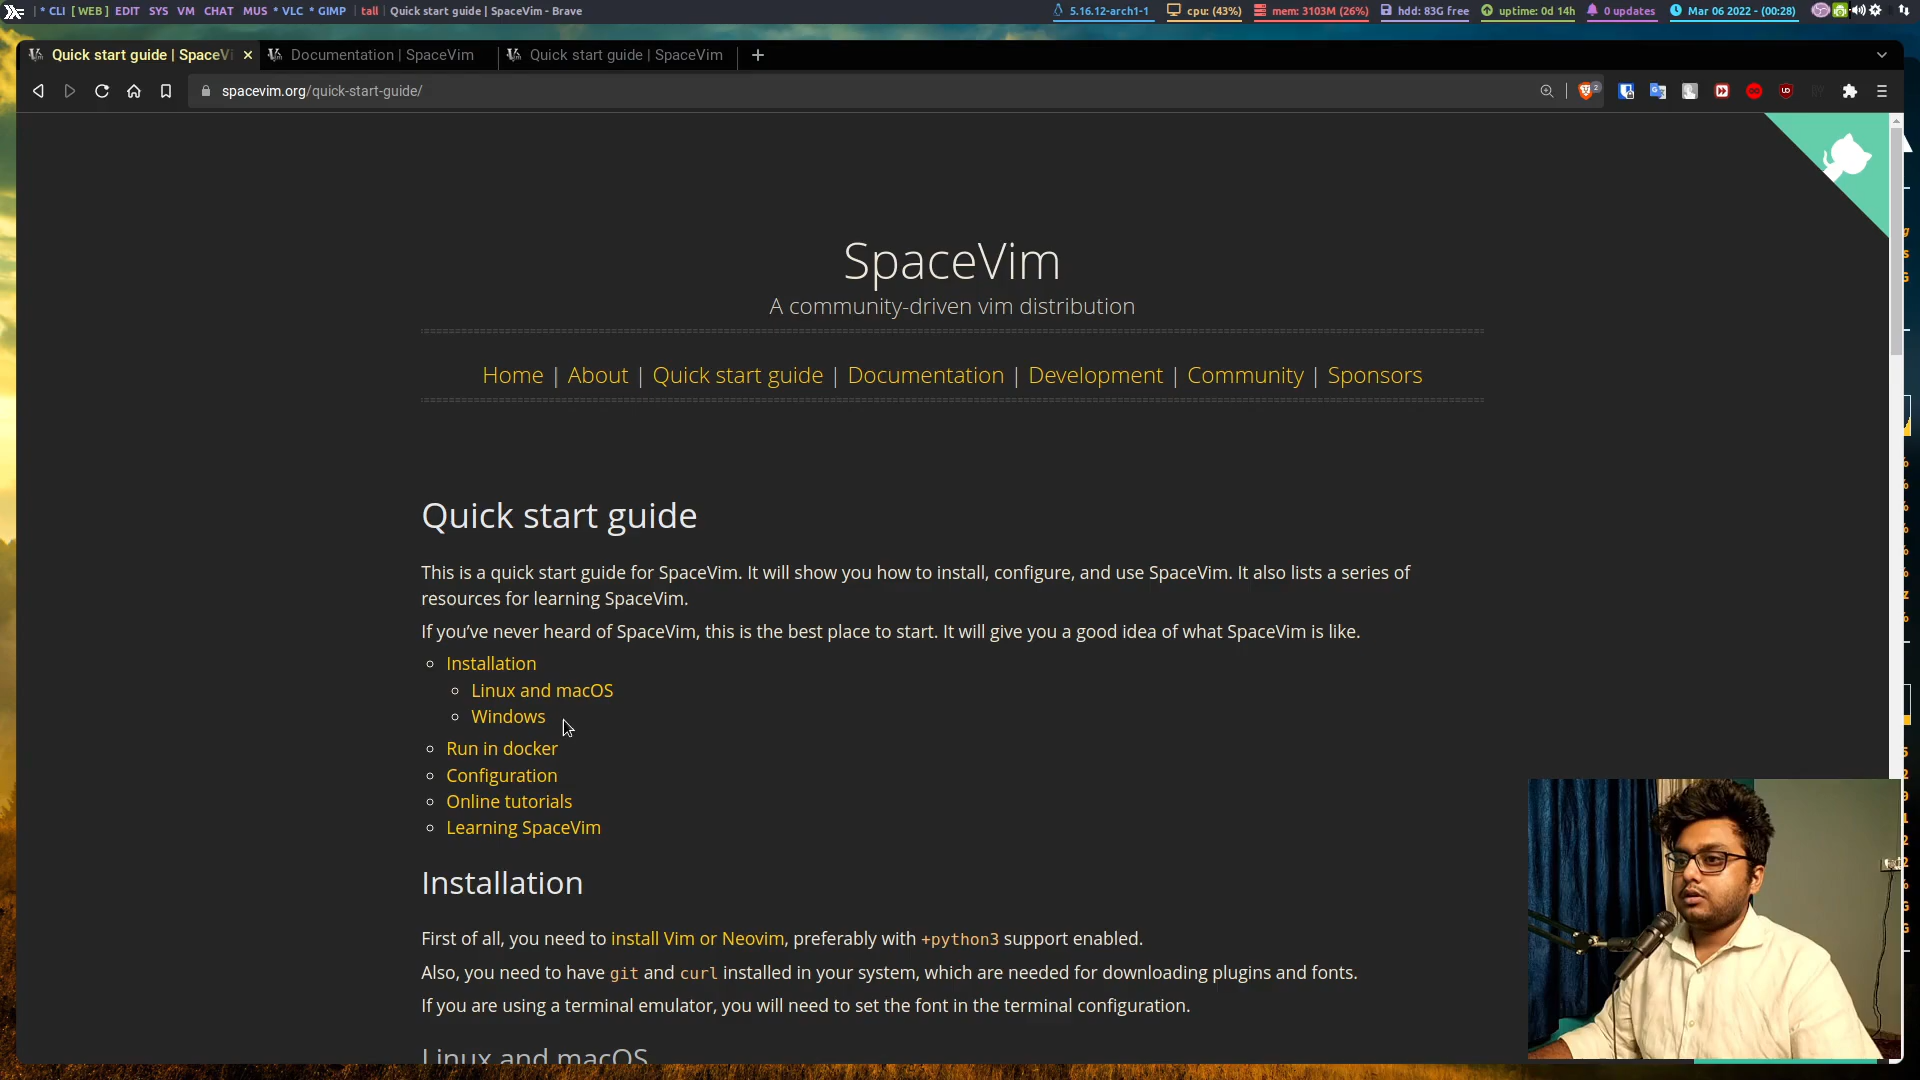 * CLI [ WEB ] EDIT SYS VM CHAT MUS * VLC * GIMP | tall | Quick start guide | SpaceVim - Brave
5.16.12-arch1-1 cpu: (43%) mem: 3103M (26%) hdd: 83G free uptime: 0d 14h 0 updates Mar 06 2022 - (00:28)
Quick start guide | SpaceVi Documentation | SpaceVim Quick start guide | SpaceVim
spacevim.org/quick-start-guide/
SpaceVim
A community-driven vim distribution
Home | About | Quick start guide | Documentation | Development | Community | Sponsors
Quick start guide
This is a quick start guide for SpaceVim. It will show you how to install, configure, and use SpaceVim. It also lists a series of
resources for learning SpaceVim.
If you’ve never heard of SpaceVim, this is the best place to start. It will give you a good idea of what SpaceVim is like.
Installation
Linux and macOS
Windows
Run in docker
Configuration
Online tutorials
Learning SpaceVim
Installation
First of all, you need to install Vim or Neovim, preferably with +python3 support enabled.
Also, you need to have git and curl installed in your system, which are needed for downloading plugins and fonts.
If you are using a terminal emulator, you will need to set the font in the terminal configuration.
Linux and macOS